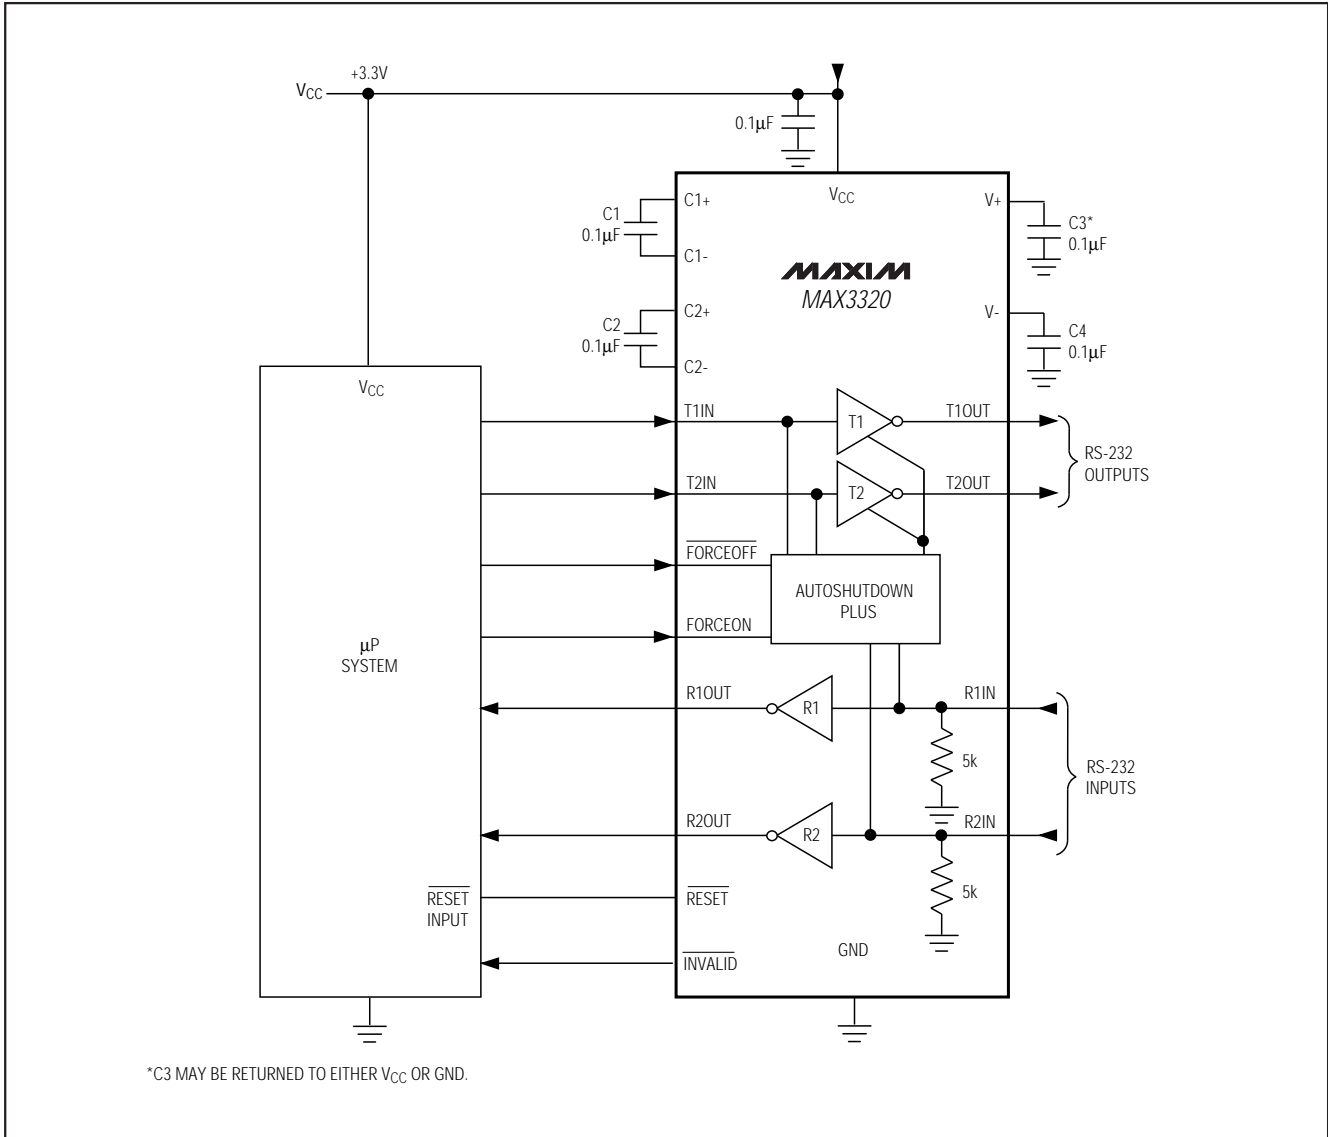 +3.3V
VCC
0.1µF
VCC
C1+
C1
0.1µF
C1-
V+
C3*
0.1µF
MAXIM
MAX3320
C2+
C2
0.1µF
C2-
V-
C4
0.1µF
VCC
T1IN
T1
T1OUT
T2IN
T2
T2OUT
RS-232
OUTPUTS
FORCEOFF
AUTOSHUTDOWN
PLUS
FORCEON
µP
SYSTEM
R1OUT
R1
R1IN
5k
RS-232
INPUTS
R2OUT
R2
R2IN
5k
RESET
INPUT
RESET
INVALID
GND
*C3 MAY BE RETURNED TO EITHER VCC OR GND.